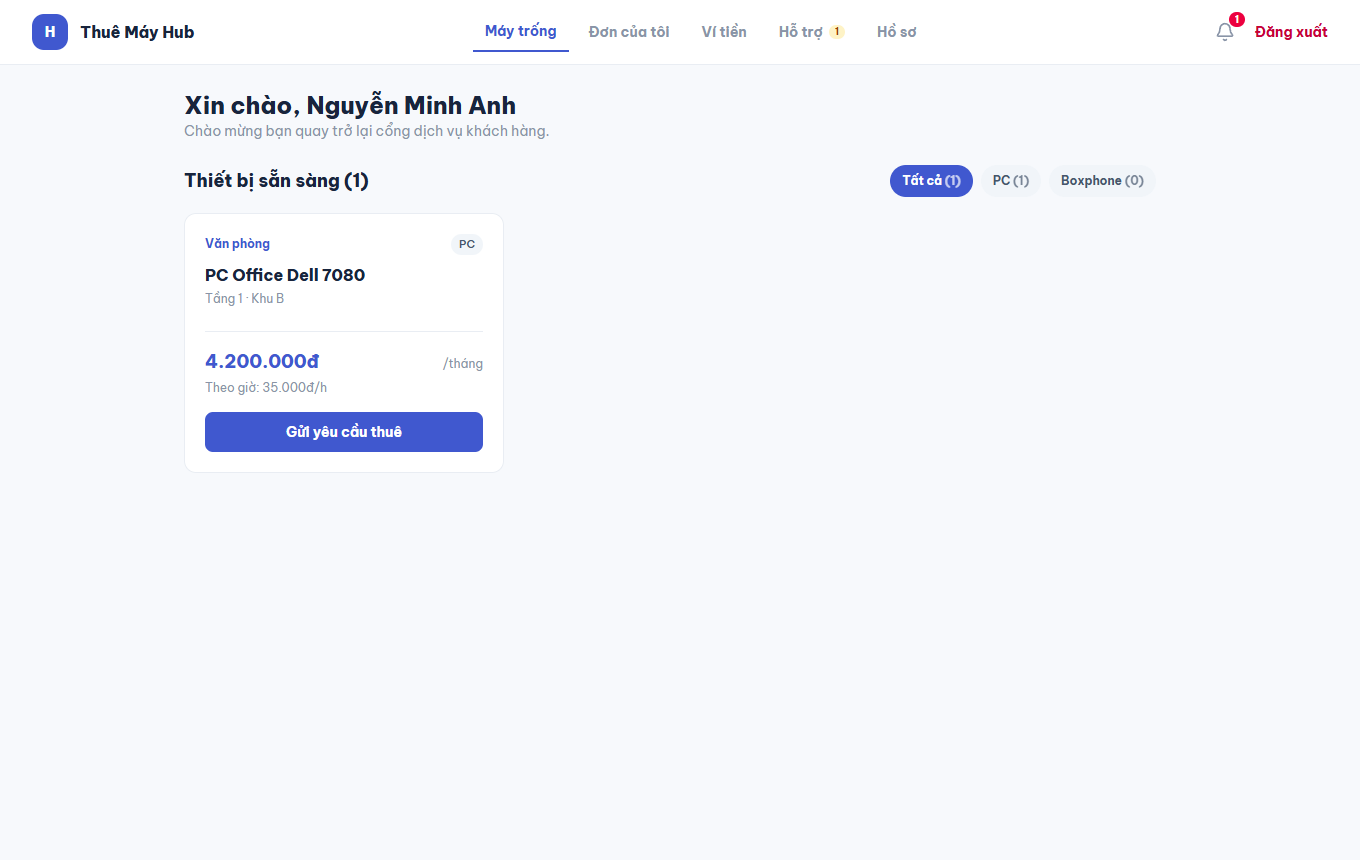 H
Thuê Máy Hub
Máy trống
Đơn của tôi
Ví tiền
Hỗ trợ 1
Hồ sơ
1
Đăng xuất
Xin chào, Nguyễn Minh Anh
Chào mừng bạn quay trở lại cổng dịch vụ khách hàng.
Thiết bị sẵn sàng (1)
Tất cả (1)
PC (1)
Boxphone (0)
Văn phòng
PC
PC Office Dell 7080
Tầng 1 · Khu B
4.200.000đ
/tháng
Theo giờ: 35.000đ/h
Gửi yêu cầu thuê